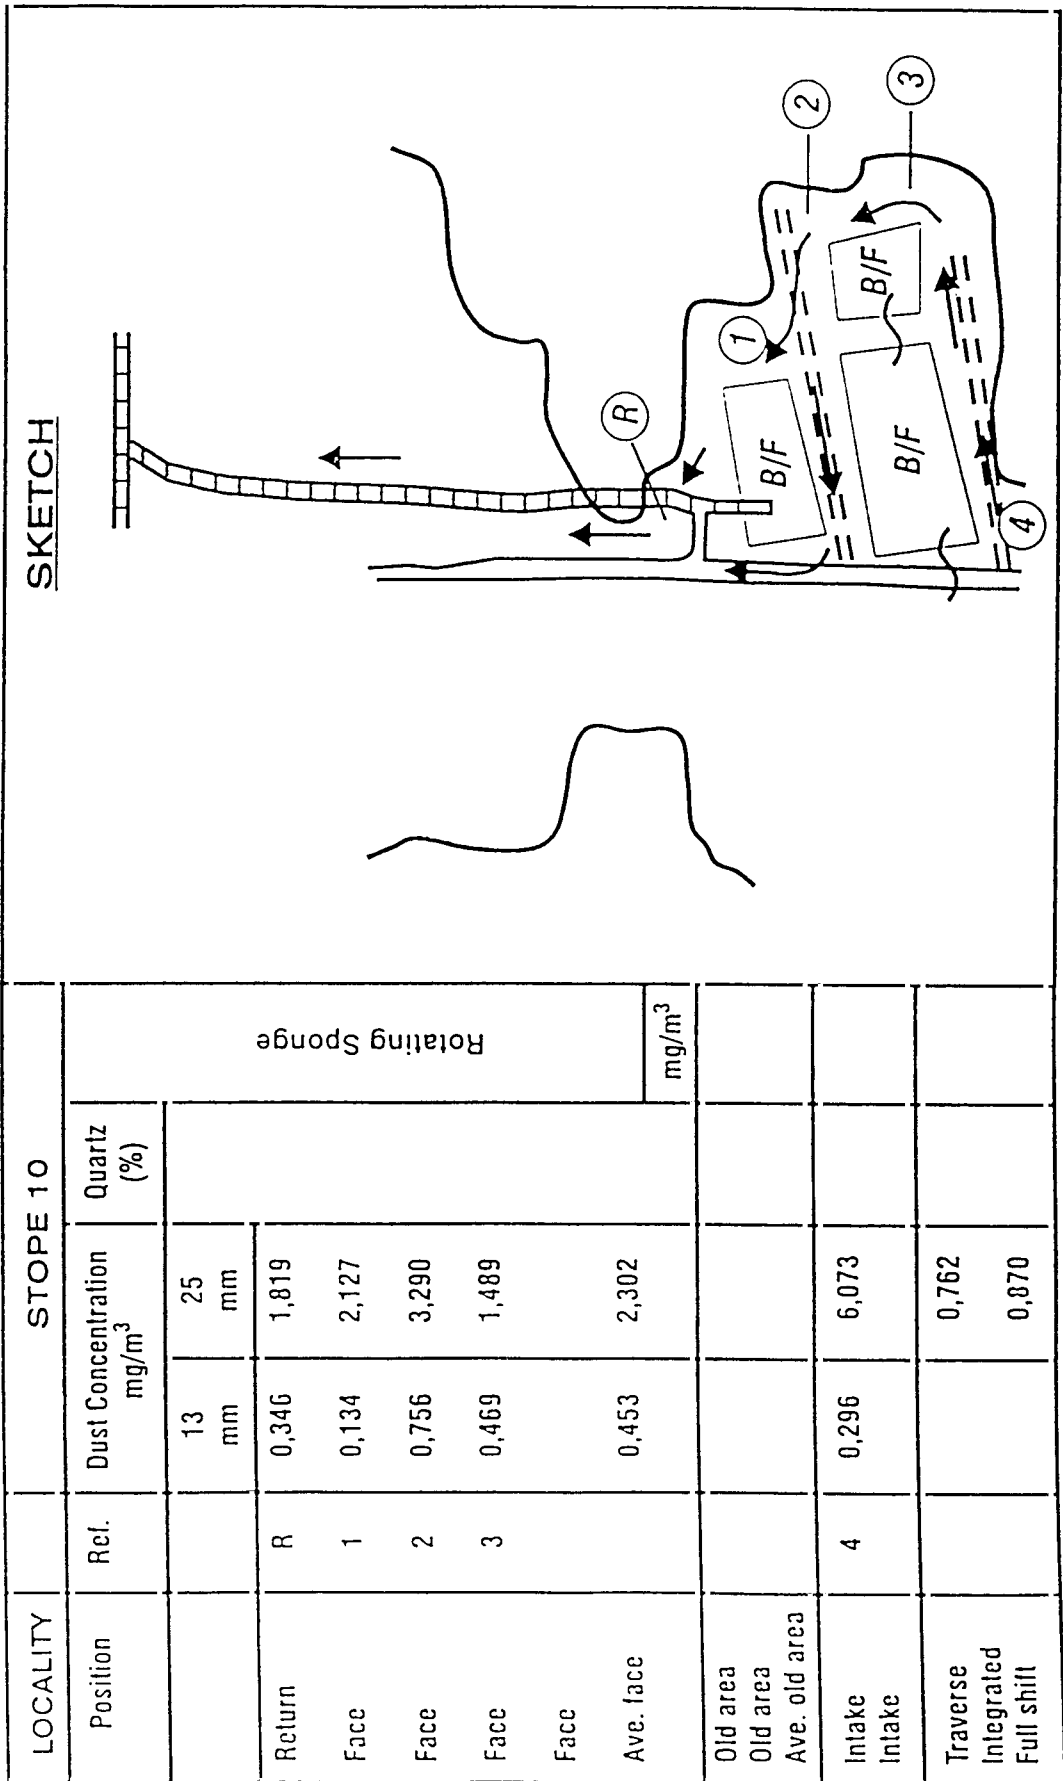 LOCALITY STOPE 10
Position Ref. Dust Concentration mg/m³ Quartz (%) Rotating Sponge
13 mm 25 mm mg/m³
Return R 0,346 1,819
Face 1 0,134 2,127
Face 2 0,756 3,290
Face 3 0,469 1,489
Face
Ave. face 0,453 2,302
Old area
Old area
Ave. old area
Intake 4 0,296 6,073
Intake
Traverse 0,762
Integrated
Full shift 0,870
SKETCH
R
1
2
3
4
B/F
B/F
B/F